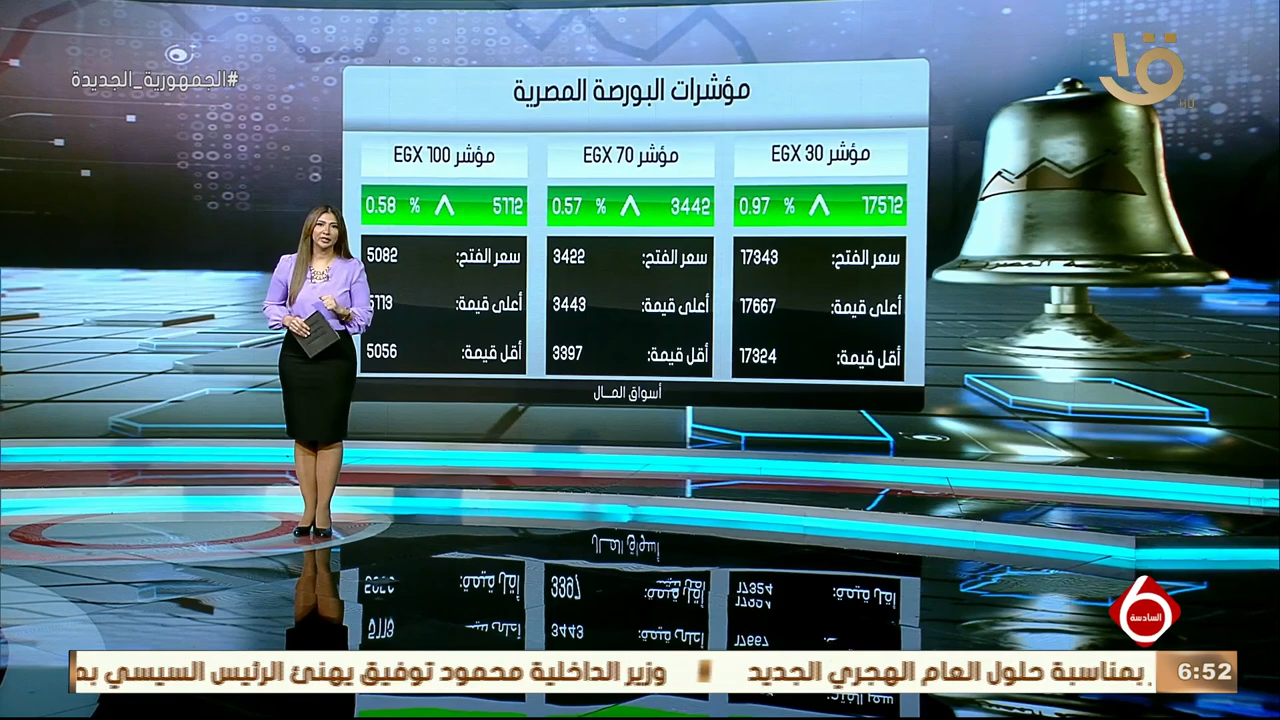 #الجمهورية_الجديدة
HD
مؤشرات البورصة المصرية
مؤشر EGX 30
17512 % 0.97
سعر الفتح: 17343
أعلى قيمة: 17667
أقل قيمة: 17324
مؤشر EGX 70
3442 % 0.57
سعر الفتح: 3422
أعلى قيمة: 3443
أقل قيمة: 3397
مؤشر EGX 100
5112 % 0.58
سعر الفتح: 5082
أعلى قيمة: 5113
أقل قيمة: 5056
أسواق المـــال
6 السادسة
بمناسبة حلول العام الهجري الجديد
وزير الداخلية محمود توفيق يهنئ الرئيس السيسي
6:52